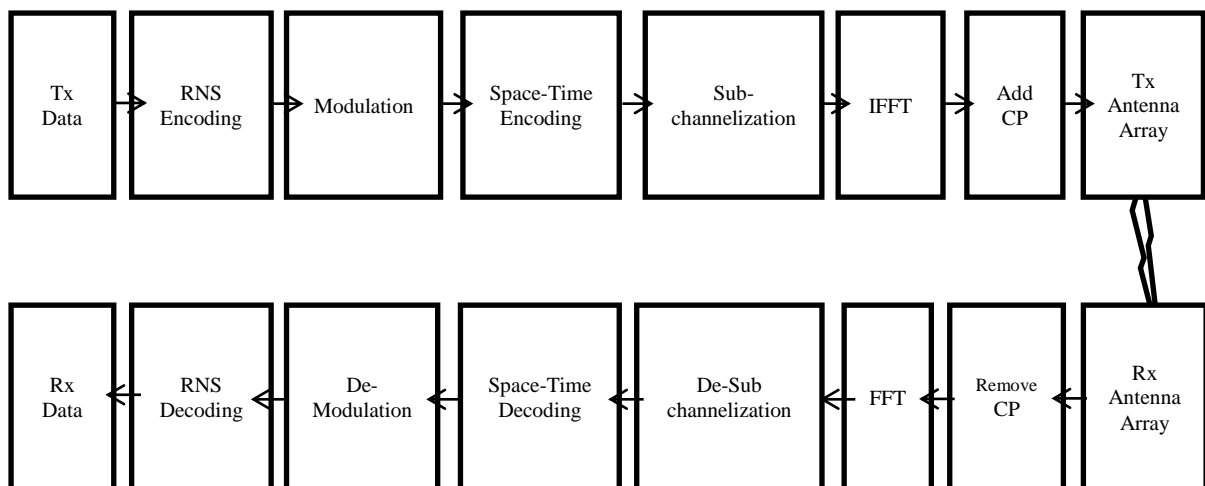 Tx
Data
RNS
Encoding
Modulation
Space-Time
Encoding
Sub-
channelization
IFFT
Add
CP
Tx
Antenna
Array
Rx
Data
RNS
Decoding
De-
Modulation
Space-Time
Decoding
De-Sub
channelization
FFT
Remove
CP
Rx
Antenna
Array